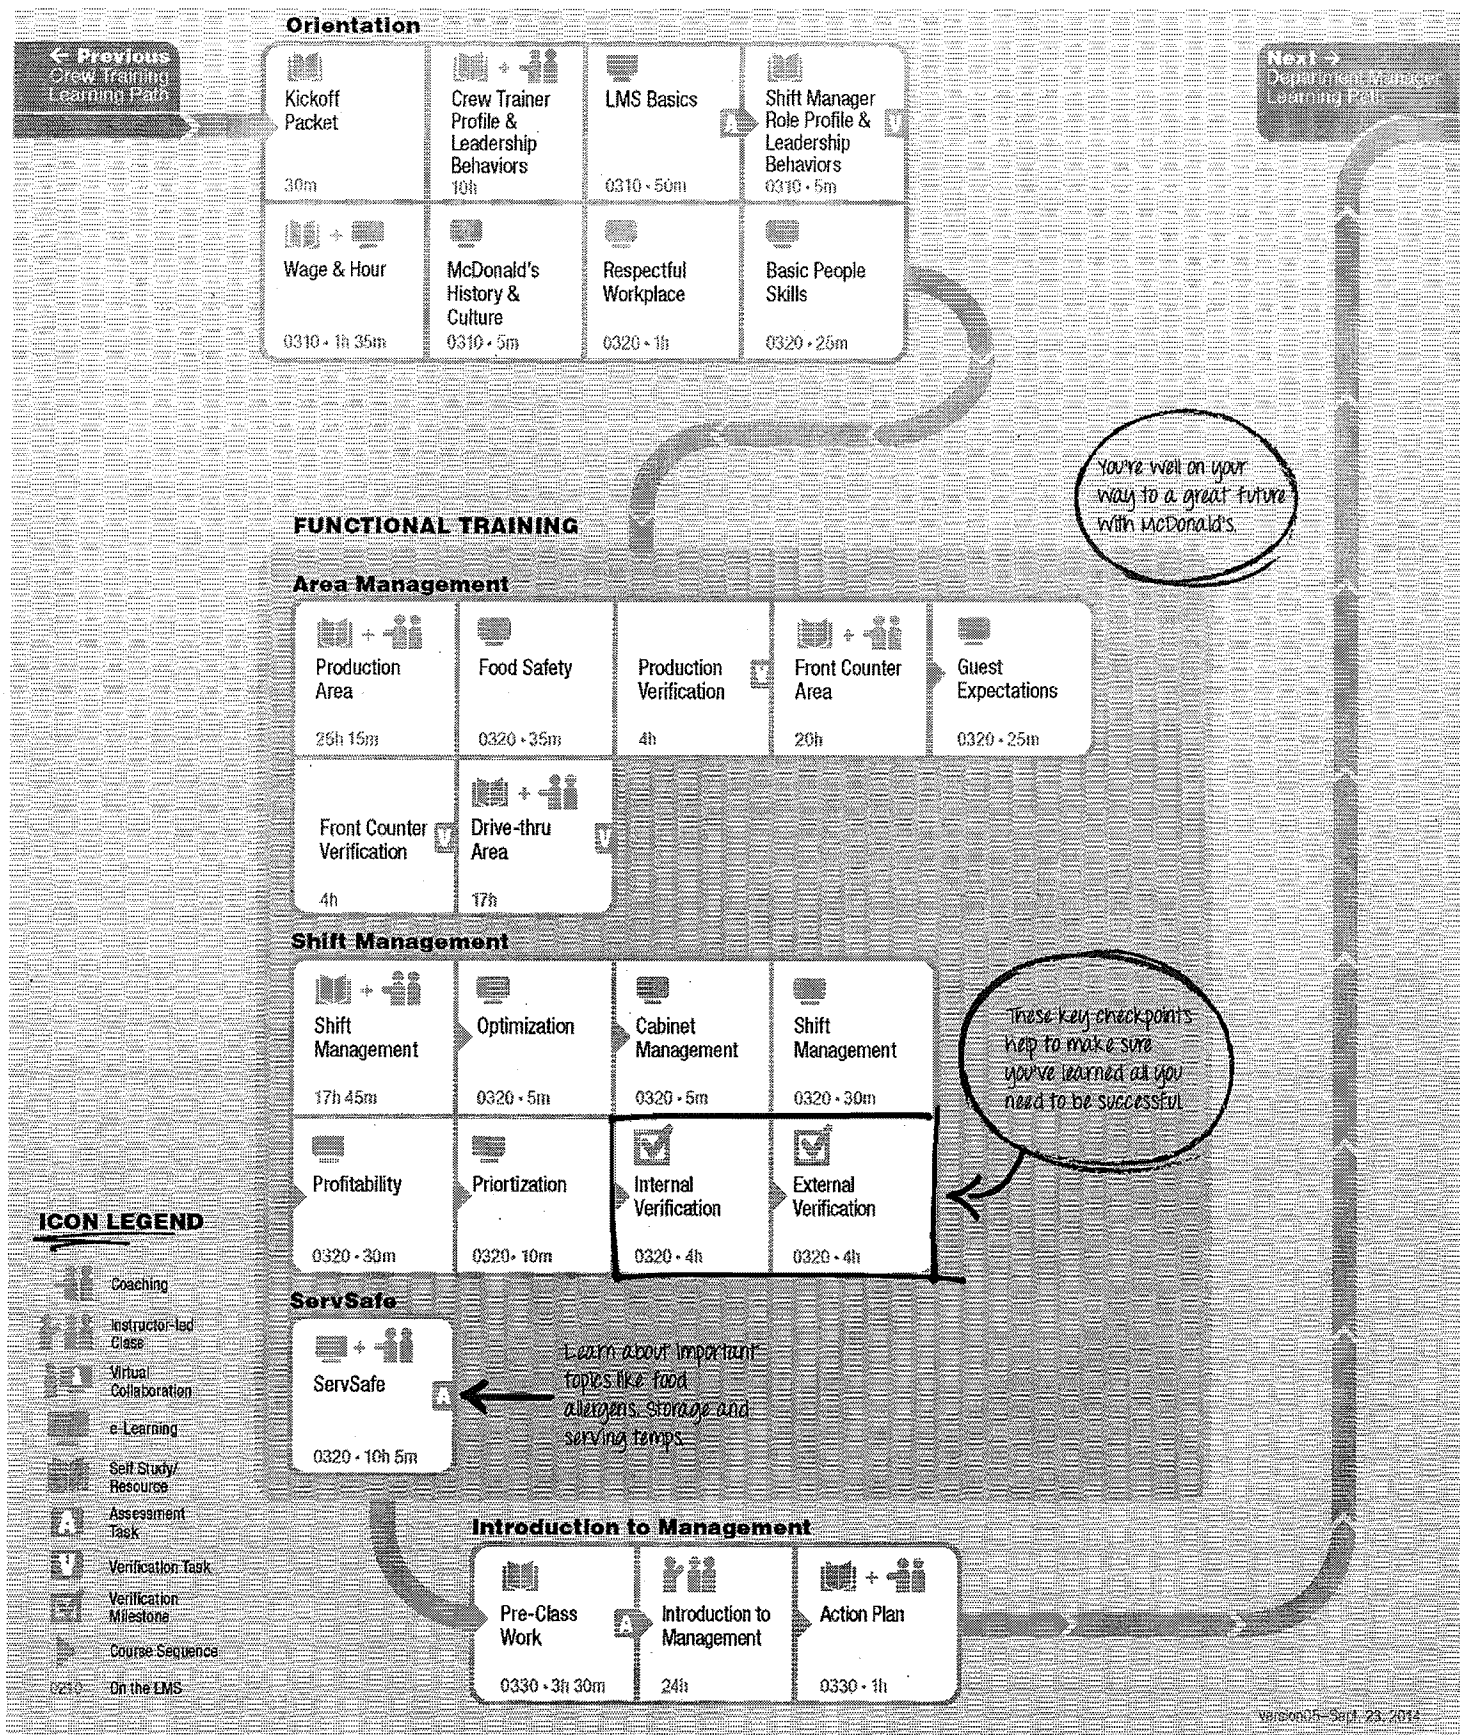 Orientation
← Previous
Crew Training
Learning Path
Next →
Department Manager
Learning Path
Kickoff
Packet
30m
Crew Trainer
Profile &
Leadership
Behaviors
10h
LMS Basics
0310 • 50m
A
Shift Manager
Role Profile &
Leadership
Behaviors
0310 • 5m
V
Wage & Hour
0310 • 1h 35m
McDonald's
History &
Culture
0310 • 5m
Respectful
Workplace
0320 • 1h
Basic People
Skills
0320 • 25m
You're well on your
way to a great future
with McDonald's.
FUNCTIONAL TRAINING
Area Management
Production
Area
25h 15m
Food Safety
0320 • 35m
Production
Verification
4h
V
Front Counter
Area
20h
Guest
Expectations
0320 • 25m
Front Counter
Verification
4h
V
Drive-thru
Area
17h
V
Shift Management
Shift
Management
17h 45m
Optimization
0320 • 5m
Cabinet
Management
0320 • 5m
Shift
Management
0320 • 30m
These key checkpoints
help to make sure
you've learned all you
need to be successful
Profitability
0320 • 30m
Priortization
0320 • 10m
Internal
Verification
0320 • 4h
External
Verification
0320 • 4h
ServSafe
ServSafe
0320 • 10h 5m
A
Learn about important
topics like food
allergens, storage and
serving temps.
Introduction to Management
Pre-Class
Work
0330 • 3h 30m
A
Introduction to
Management
24h
Action Plan
0330 • 1h
ICON LEGEND
Coaching
Instructor-led
Class
Virtual
Collaboration
e-Learning
Self Study/
Resource
A
Assessment
Task
V
Verification Task
Verification
Milestone
Course Sequence
0210
On the LMS
version05–Sept. 23, 2014